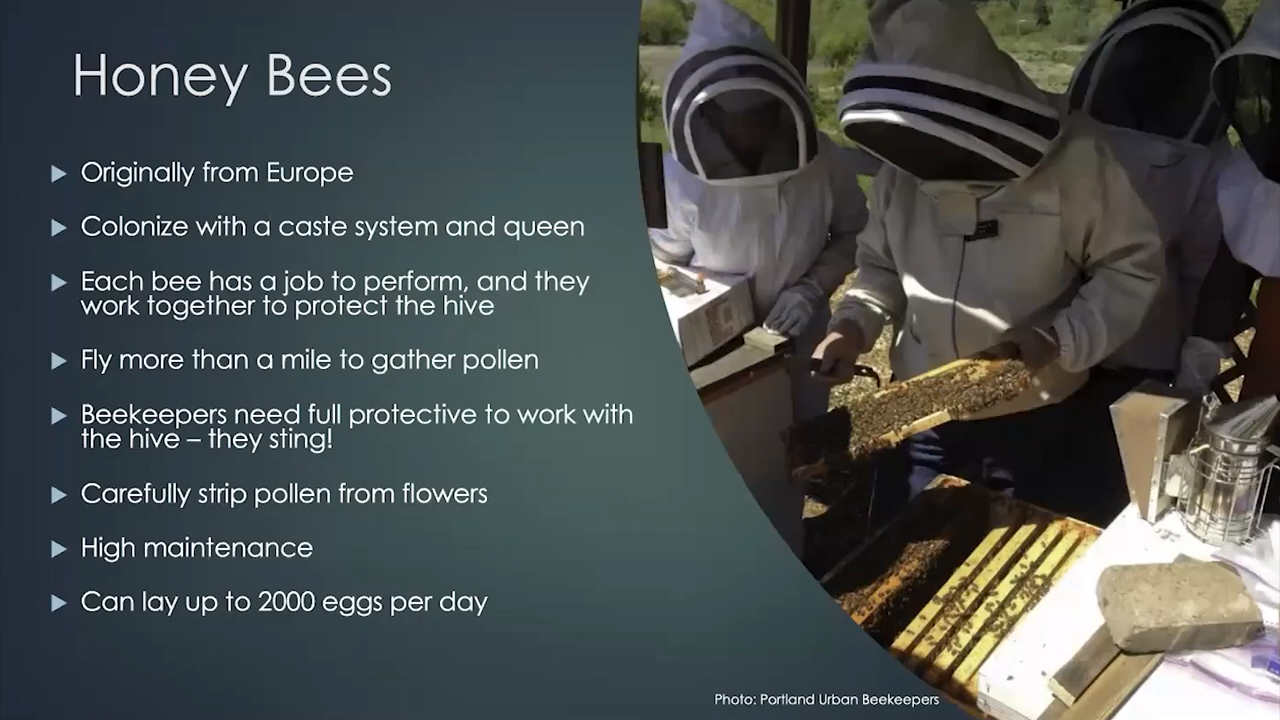 Honey Bees
Originally from Europe
Colonize with a caste system and queen
Each bee has a job to perform, and they
work together to protect the hive
Fly more than a mile to gather pollen
Beekeepers need full protective to work with
the hive – they sting!
Carefully strip pollen from flowers
High maintenance
Can lay up to 2000 eggs per day
Photo: Portland Urban Beekeepers